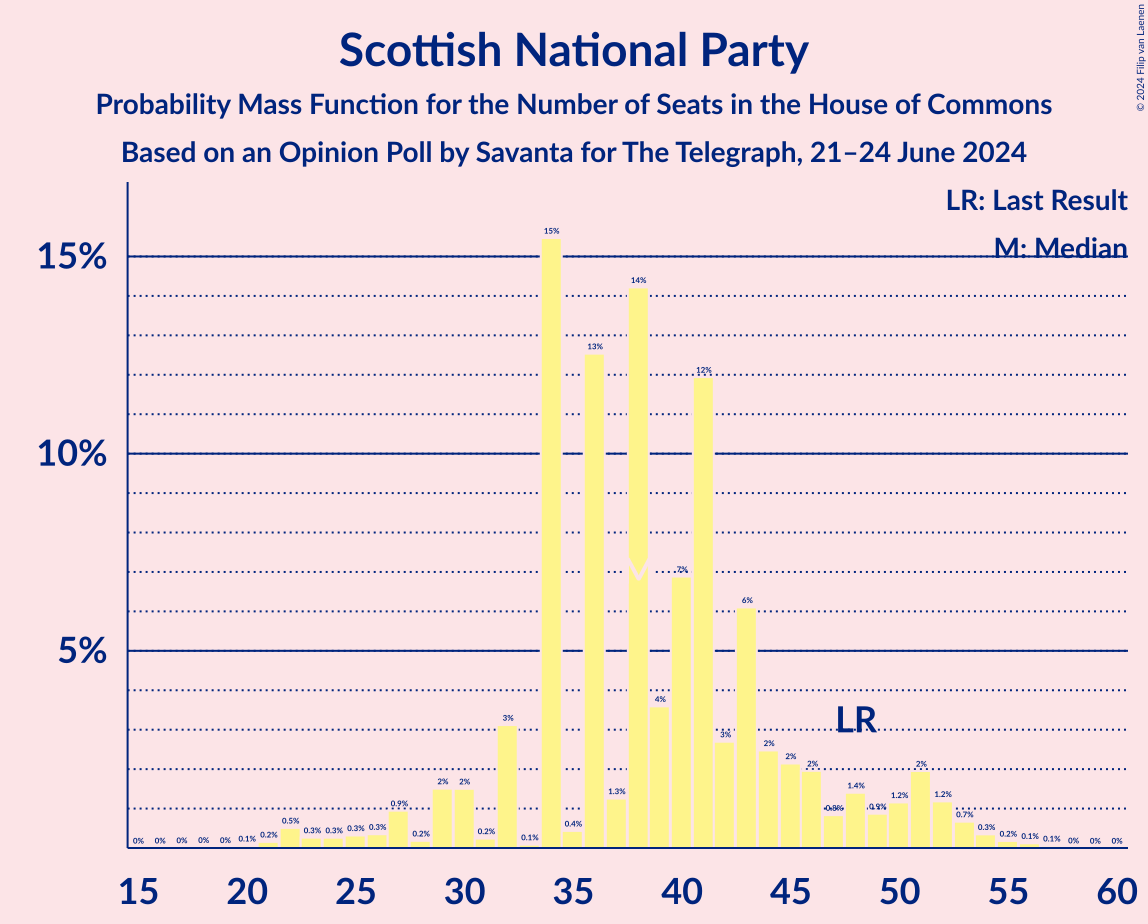 Scottish National Party
Probability Mass Function for the Number of Seats in the House of Commons
Based on an Opinion Poll by Savanta for The Telegraph, 21–24 June 2024
© 2024 Filip van Laenen
LR: Last Result
M: Median
15%
10%
5%
0% 0% 0% 0% 0% 0.1% 0.2% 0.5% 0.3% 0.3% 0.3% 0.3% 0.9% 0.2% 2% 2% 0.2% 3% 0.1% 15% 0.4% 13% 1.3% 14% 4% 7% 12% 3% 6% 2% 2% 2% 0.8% 1.4% 0.9% 1.2% 2% 1.2% 0.7% 0.3% 0.2% 0.1% 0.1% 0% 0% 0%
LR
15 20 25 30 35 40 45 50 55 60